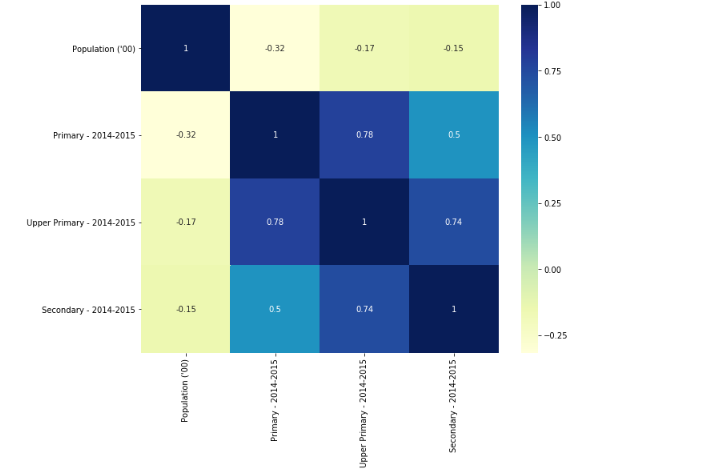 1.00
Population ('00)
1
-0.32
-0.17
-0.15
0.75
Primary - 2014-2015
-0.32
1
0.78
0.5
0.50
0.25
Upper Primary - 2014-2015
-0.17
0.78
1
0.74
0.00
Secondary - 2014-2015
-0.15
0.5
0.74
1
-0.25
Population ('00)
Primary - 2014-2015
Upper Primary - 2014-2015
Secondary - 2014-2015